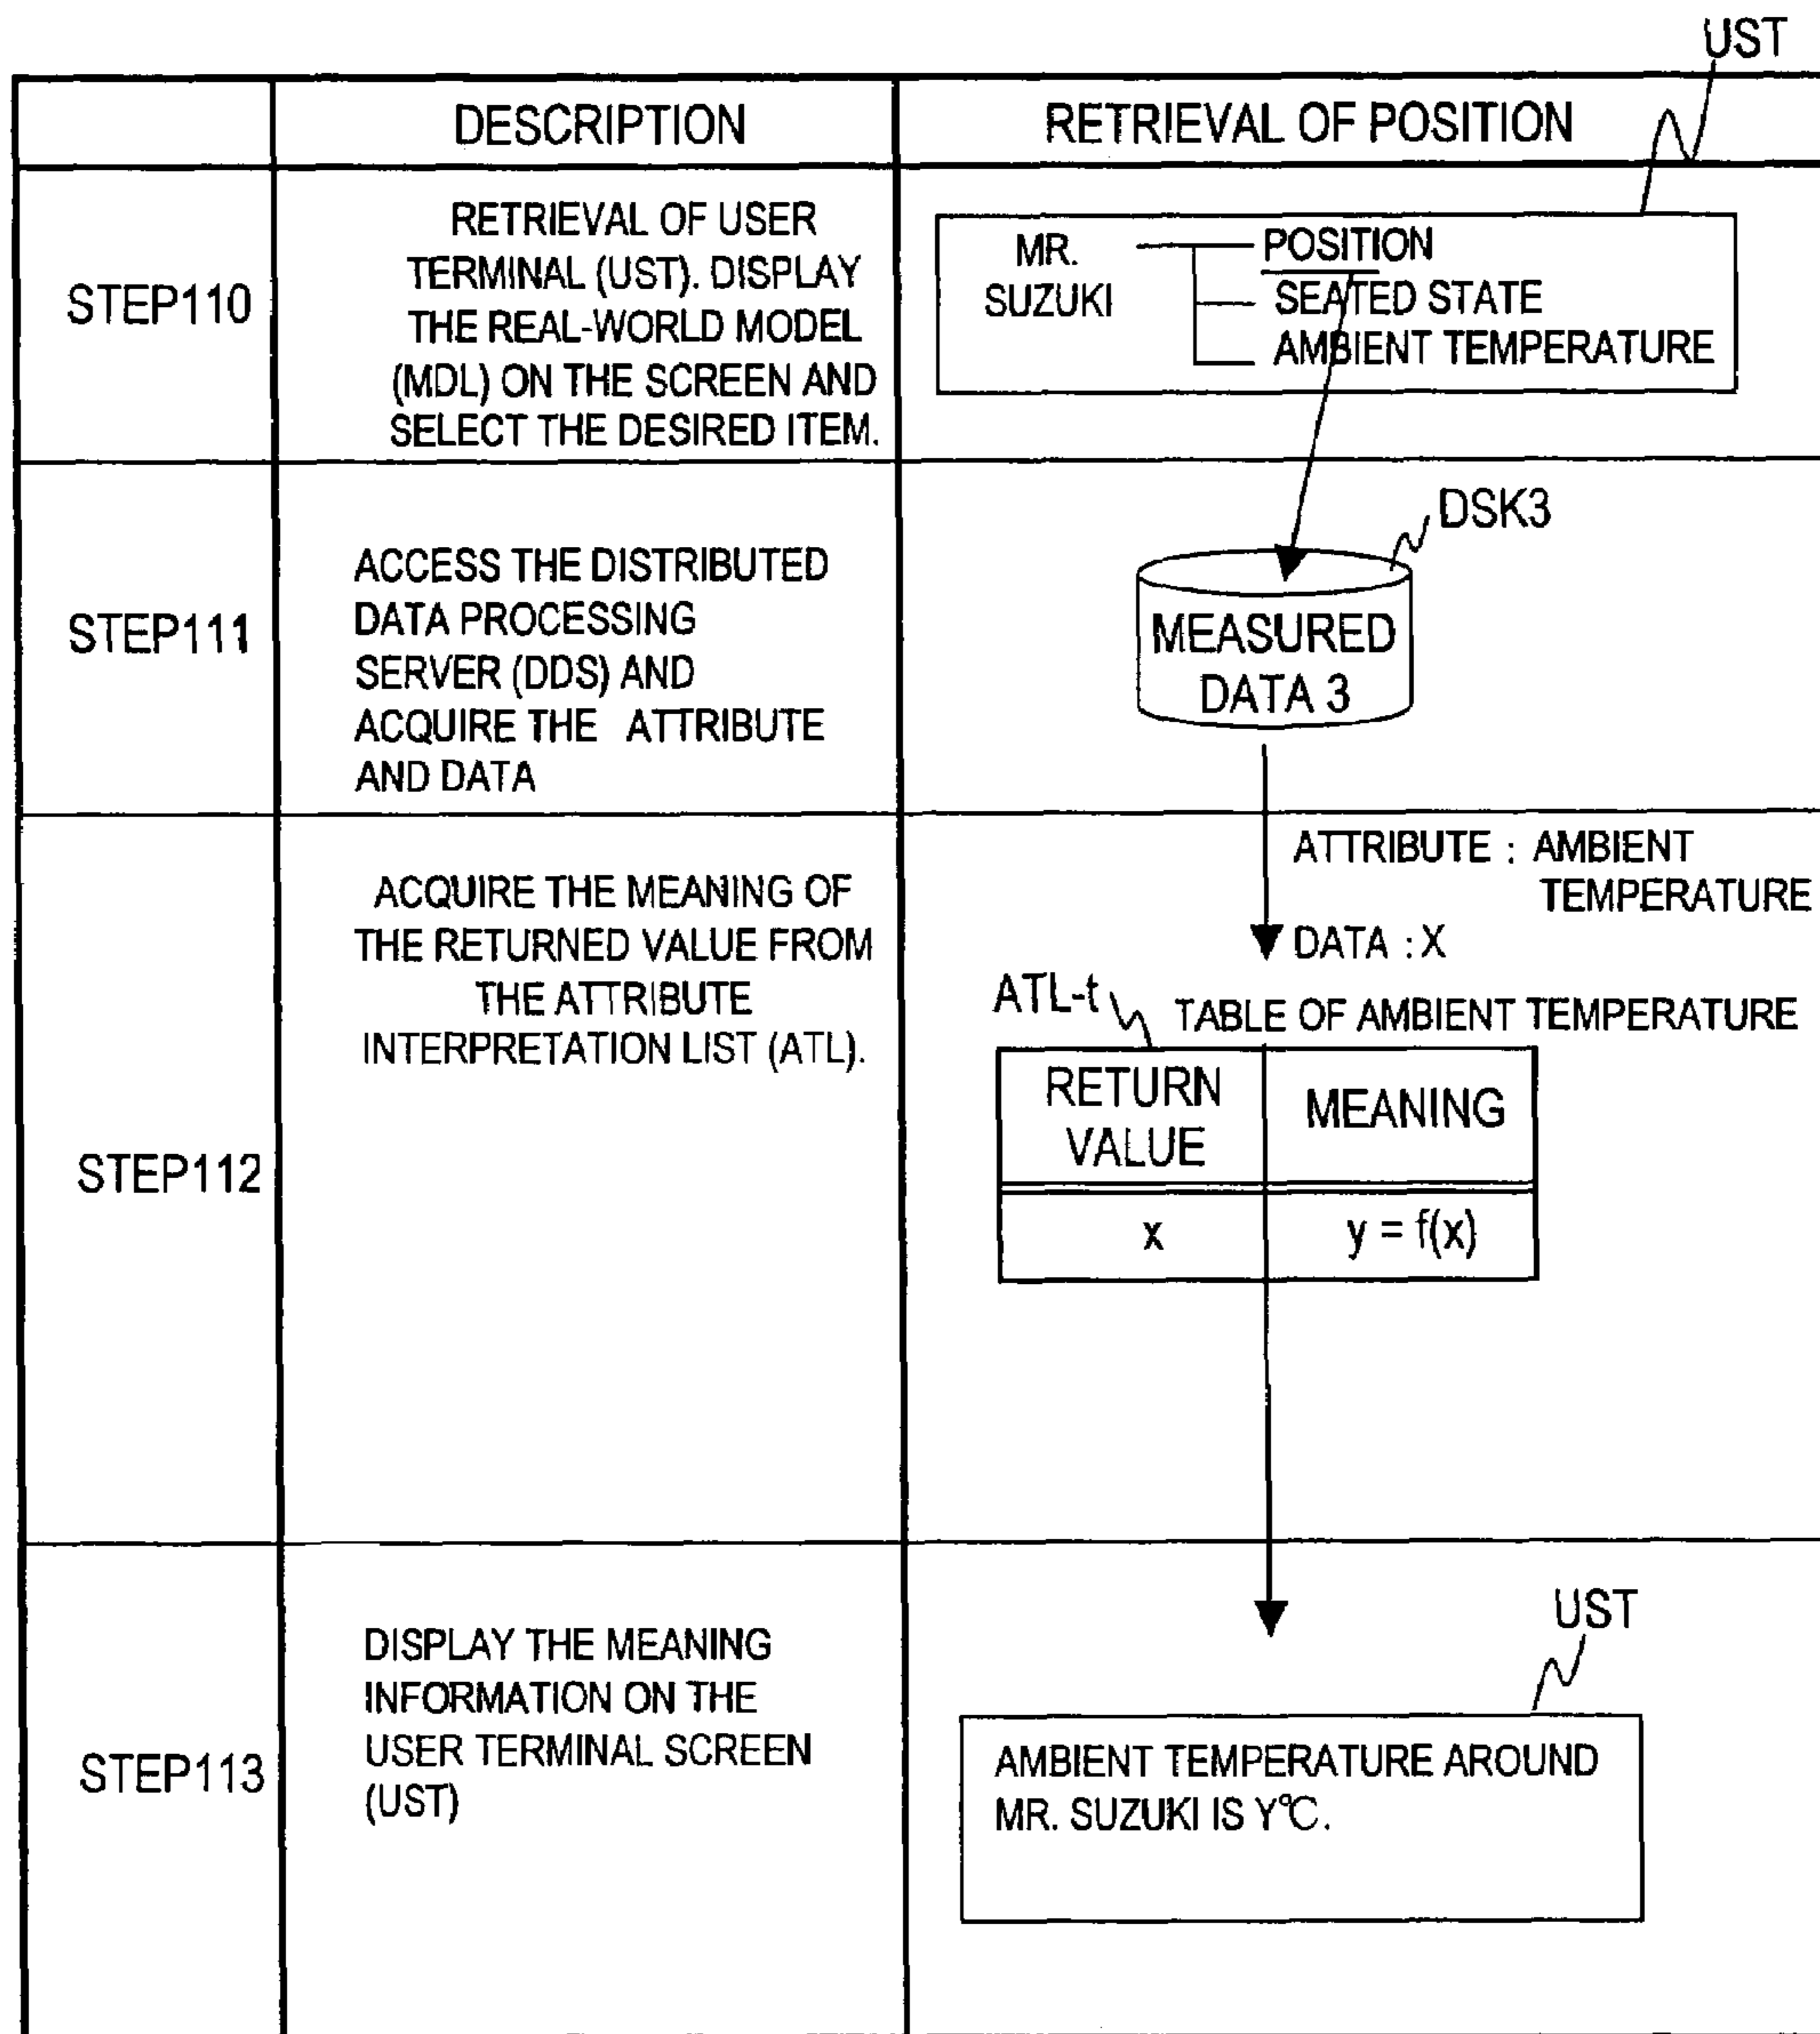 UST
DESCRIPTION
RETRIEVAL OF POSITION
STEP110
RETRIEVAL OF USER
TERMINAL (UST). DISPLAY
THE REAL-WORLD MODEL
(MDL) ON THE SCREEN AND
SELECT THE DESIRED ITEM.
MR.
SUZUKI
POSITION
SEATED STATE
AMBIENT TEMPERATURE
STEP111
ACCESS THE DISTRIBUTED
DATA PROCESSING
SERVER (DDS) AND
ACQUIRE THE ATTRIBUTE
AND DATA
DSK3
MEASURED
DATA 3
STEP112
ACQUIRE THE MEANING OF
THE RETURNED VALUE FROM
THE ATTRIBUTE
INTERPRETATION LIST (ATL).
ATTRIBUTE : AMBIENT
TEMPERATURE
DATA : X
ATL-t
TABLE OF AMBIENT TEMPERATURE
RETURN
VALUE
MEANING
x
y = f(x)
STEP113
DISPLAY THE MEANING
INFORMATION ON THE
USER TERMINAL SCREEN
(UST)
UST
AMBIENT TEMPERATURE AROUND
MR. SUZUKI IS Y℃.